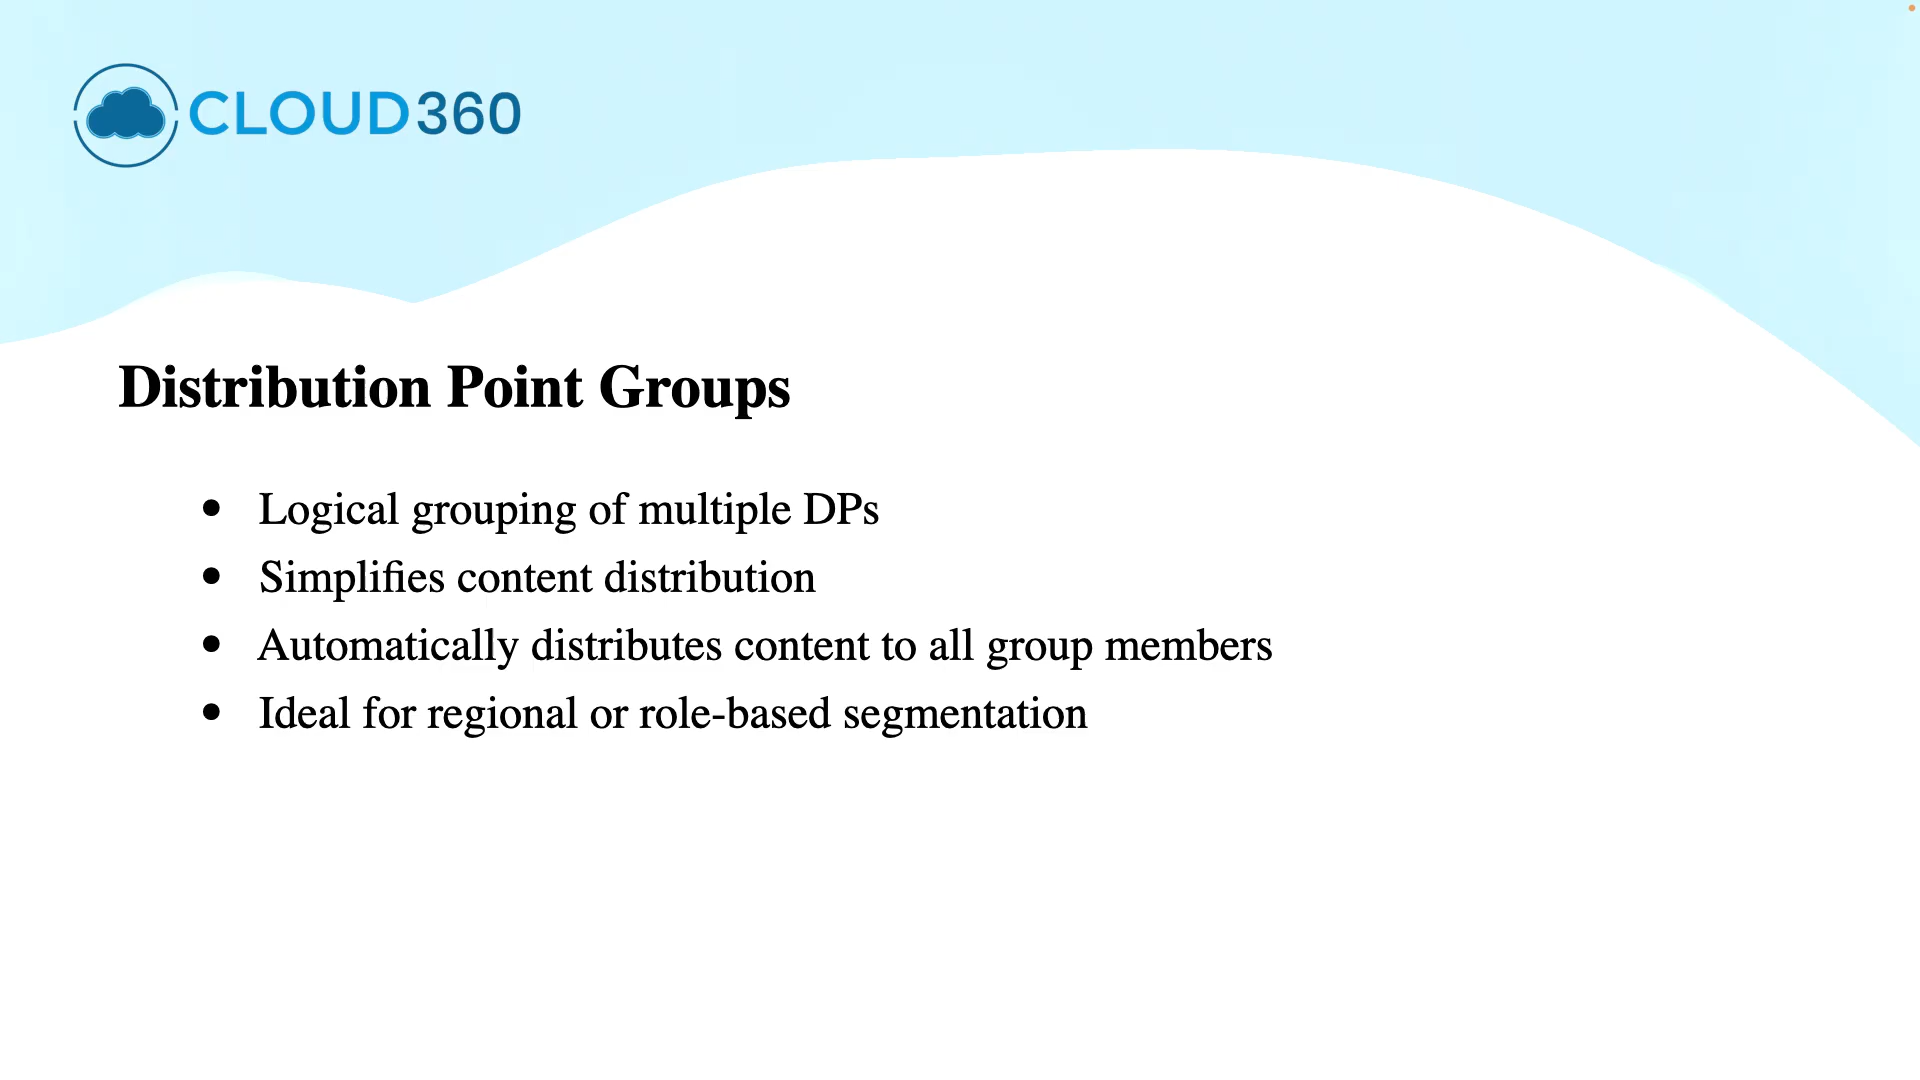 CLOUD360
Distribution Point Groups
• Logical grouping of multiple DPs
• Simplifies content distribution
• Automatically distributes content to all group members
• Ideal for regional or role-based segmentation